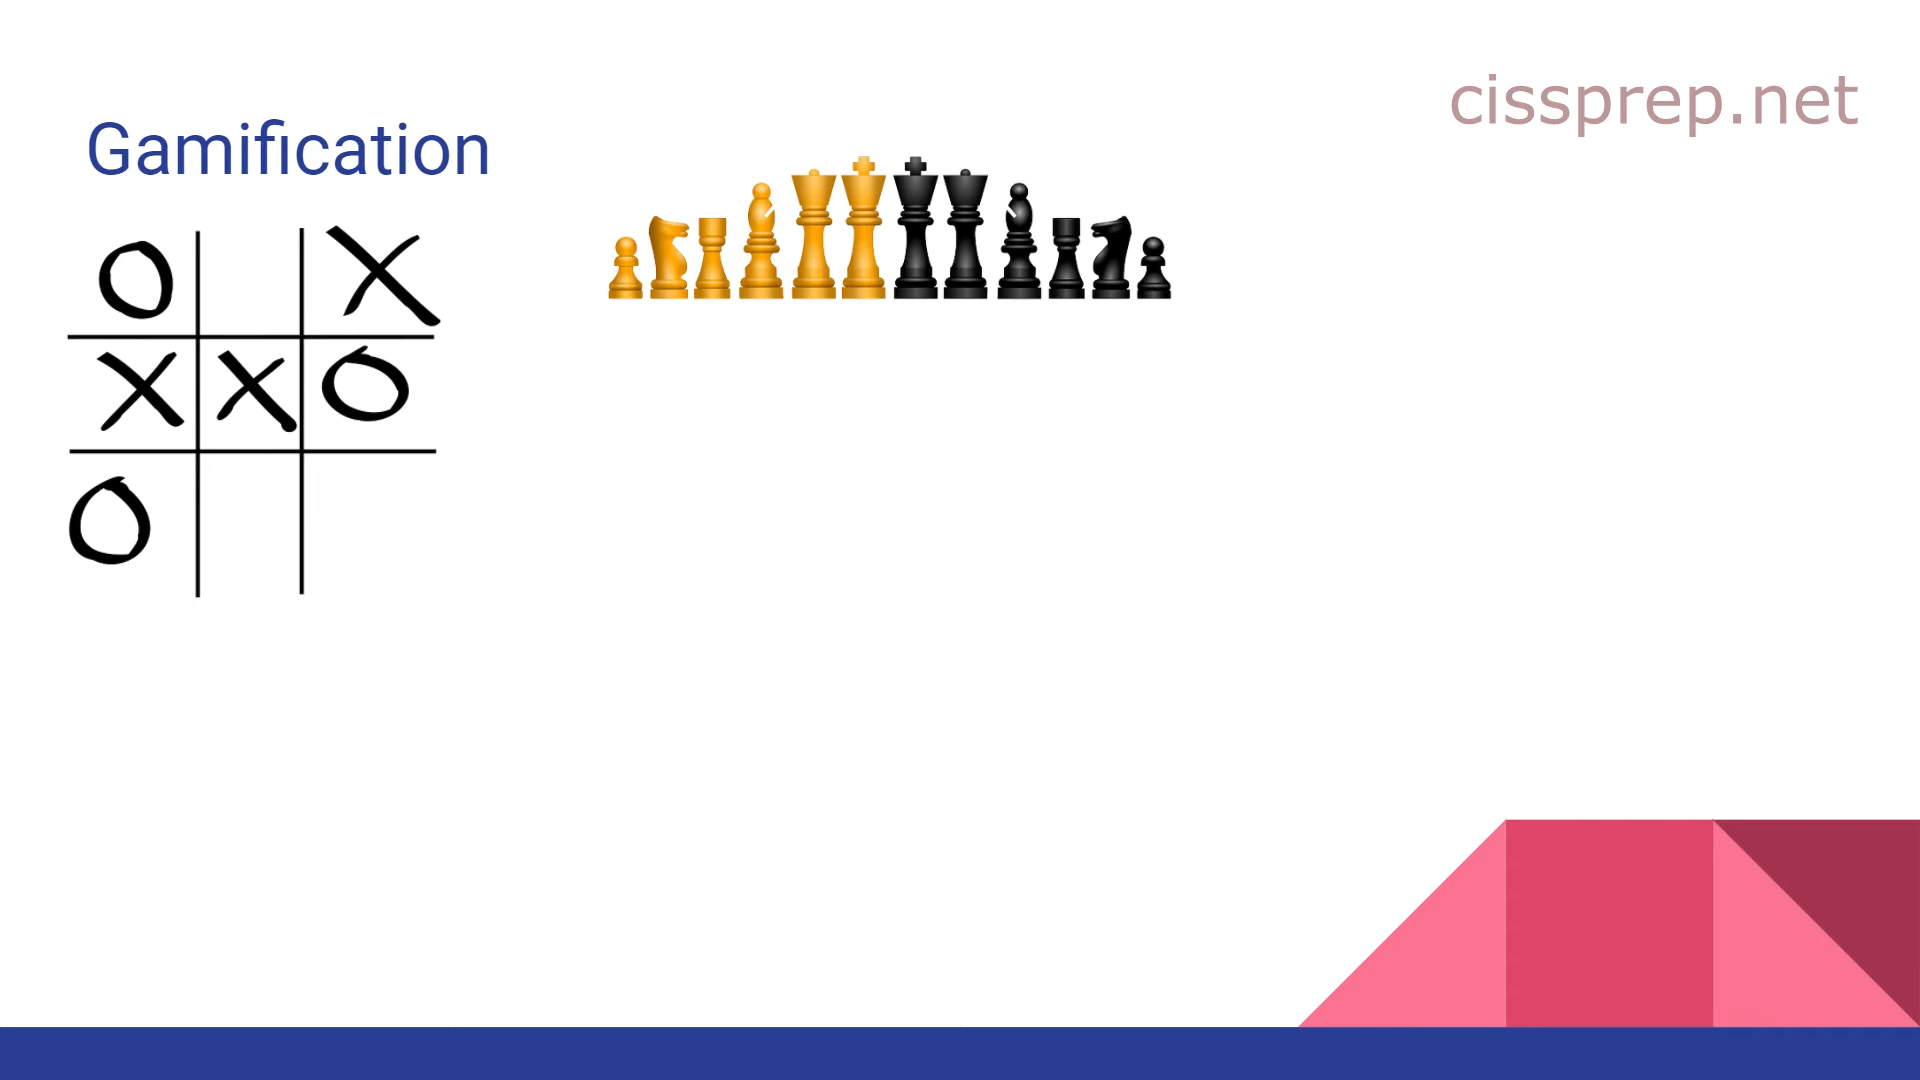 cissprep.net
Gamification
O X
X X O
O